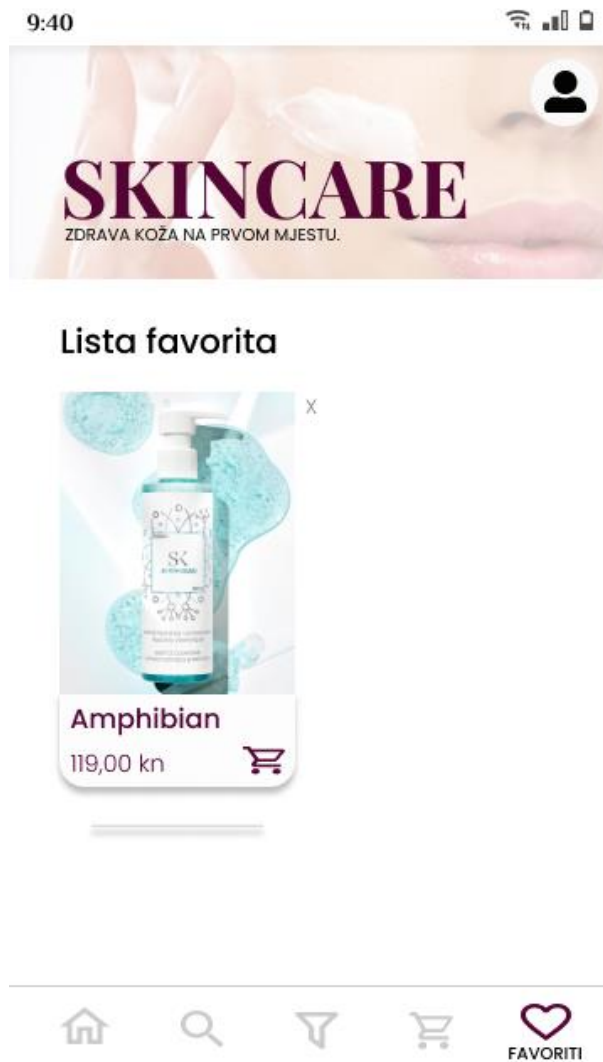 9:40
SKINCARE
ZDRAVA KOŽA NA PRVOM MJESTU.
Lista favorita
X
SK
Amphibian
119,00 kn
FAVORITI